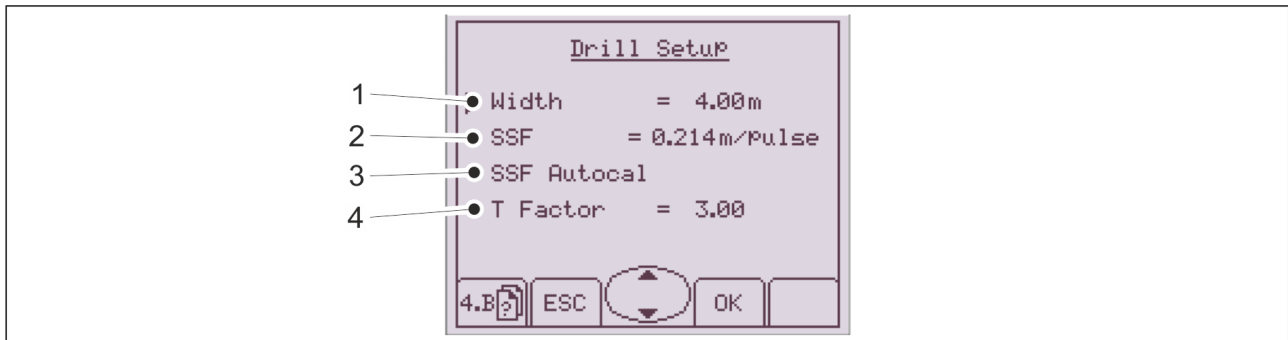 Drill Setup
1 Width = 4.00m
2 SSF = 0.214m/pulse
3 SSF Autocal
4 T Factor = 3.00
4.B ? ESC OK